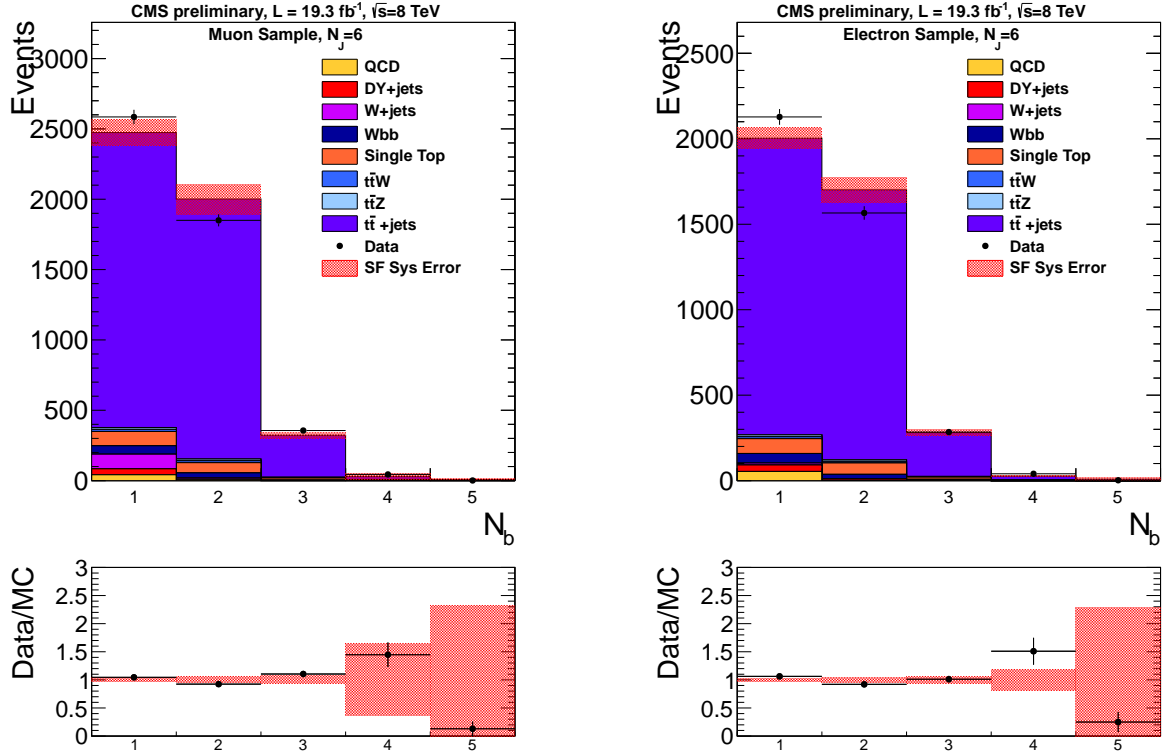 CMS preliminary, L = 19.3 fb⁻¹, √s=8 TeV
Muon Sample, N_J=6
Events
3000
2500
2000
1500
1000
500
0
QCD
DY+jets
W+jets
Wbb
Single Top
tt̄W
tt̄Z
tt̄ +jets
Data
SF Sys Error
1 2 3 4 5
N_b
Data/MC
3
2.5
2
1.5
1
0.5
0
1 2 3 4 5
CMS preliminary, L = 19.3 fb⁻¹, √s=8 TeV
Electron Sample, N_J=6
Events
2500
2000
1500
1000
500
0
QCD
DY+jets
W+jets
Wbb
Single Top
tt̄W
tt̄Z
tt̄ +jets
Data
SF Sys Error
1 2 3 4 5
N_b
Data/MC
3
2.5
2
1.5
1
0.5
0
1 2 3 4 5